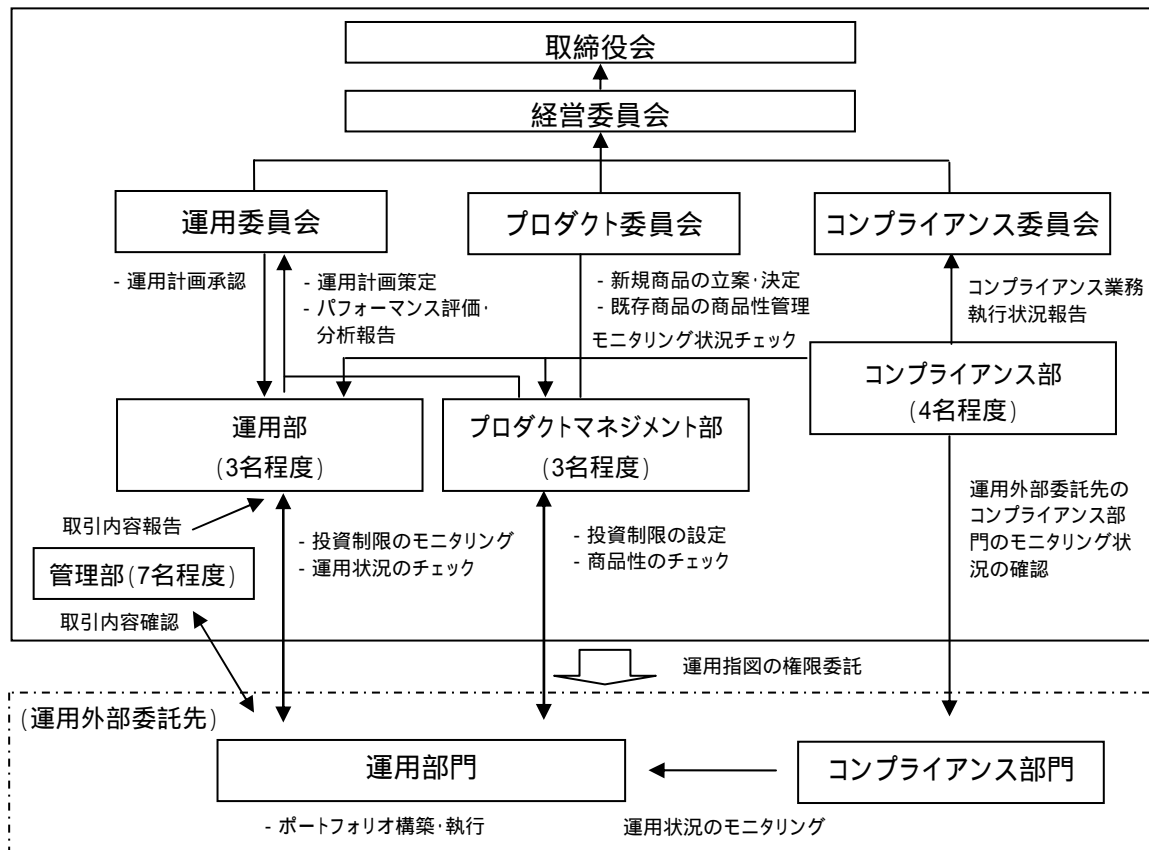 取締役会
経営委員会
運用委員会
プロダクト委員会
コンプライアンス委員会
- 運用計画承認
- 運用計画策定
- パフォーマンス評価･
分析報告
- 新規商品の立案･決定
- 既存商品の商品性管理
コンプライアンス業務
執行状況報告
モニタリング状況チェック
運用部
(3名程度)
プロダクトマネジメント部
(3名程度)
コンプライアンス部
(4名程度)
取引内容報告
管理部(7名程度)
取引内容確認
- 投資制限のモニタリング
- 運用状況のチェック
- 投資制限の設定
- 商品性のチェック
運用外部委託先の
コンプライアンス部
門のモニタリング状
況の確認
運用指図の権限委託
(運用外部委託先)
運用部門
コンプライアンス部門
- ポートフォリオ構築･執行
運用状況のモニタリング